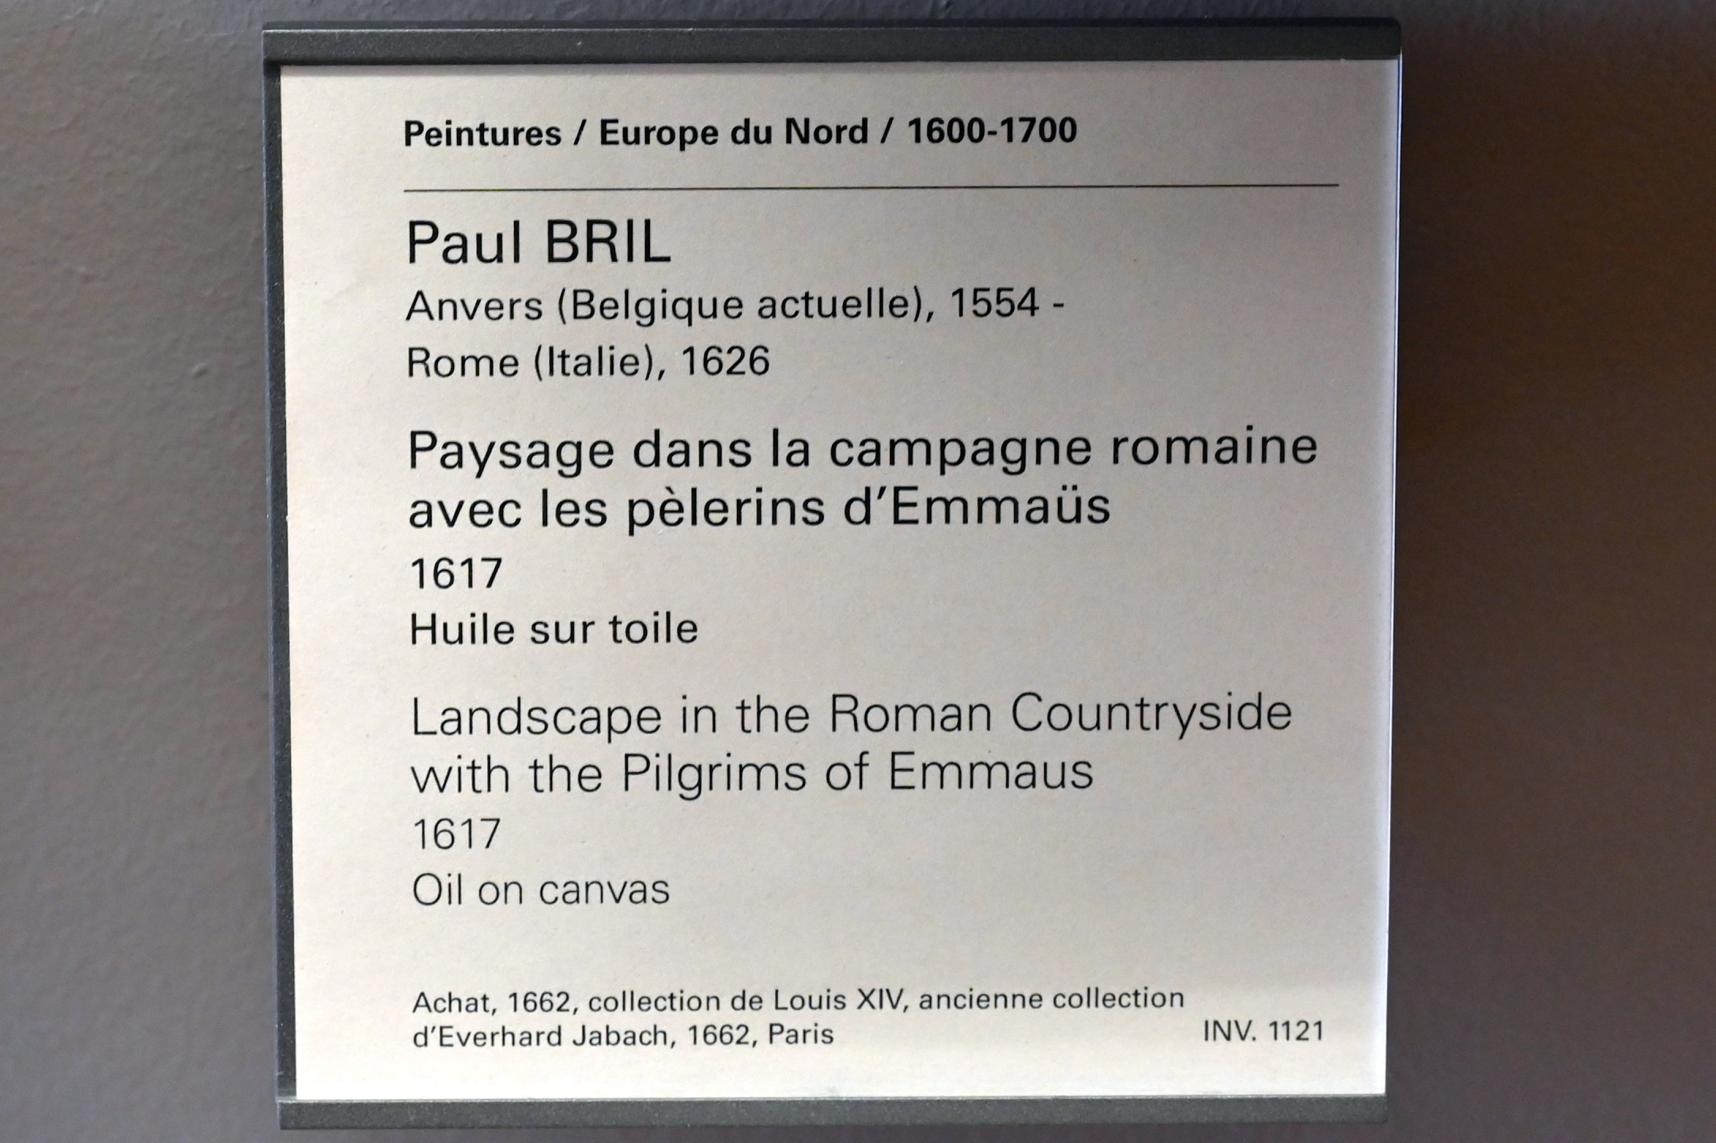 Peintures / Europe du Nord / 1600-1700
Paul BRIL
Anvers (Belgique actuelle), 1554 -
Rome (Italie), 1626
Paysage dans la campagne romaine
avec les pèlerins d'Emmaüs
1617
Huile sur toile
Landscape in the Roman Countryside
with the Pilgrims of Emmaus
1617
Oil on canvas
Achat, 1662, collection de Louis XIV, ancienne collection
d'Everhard Jabach, 1662, Paris
INV. 1121